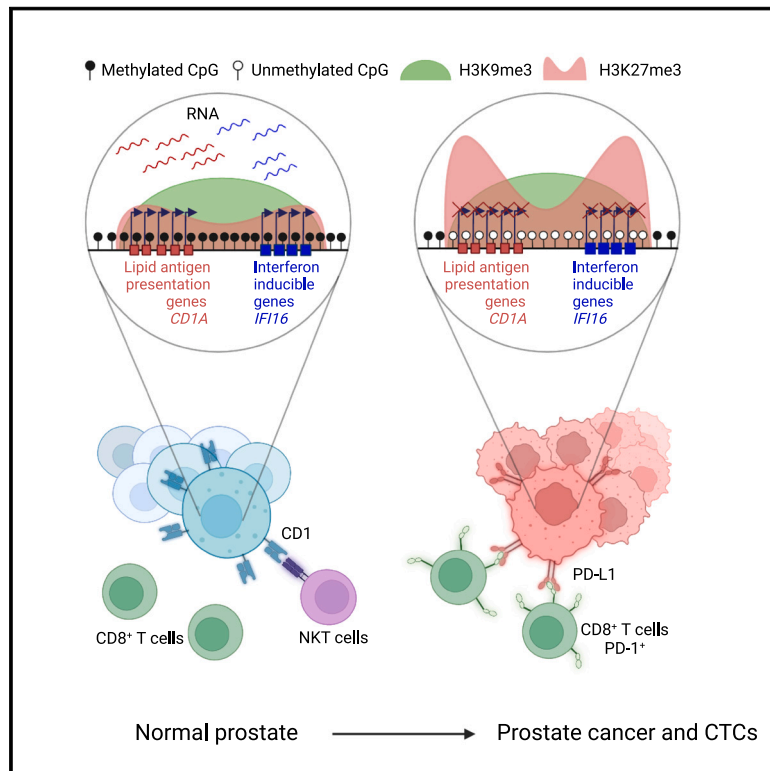 Methylated CpG
Unmethylated CpG
H3K9me3
H3K27me3
RNA
Lipid antigen
presentation
genes
CD1A
Interferon
inducible
genes
IFI16
Lipid antigen
presentation
genes
CD1A
Interferon
inducible
genes
IFI16
CD1
CD8⁺ T cells
NKT cells
PD-L1
CD8⁺ T cells
PD-1⁺
Normal prostate
Prostate cancer and CTCs